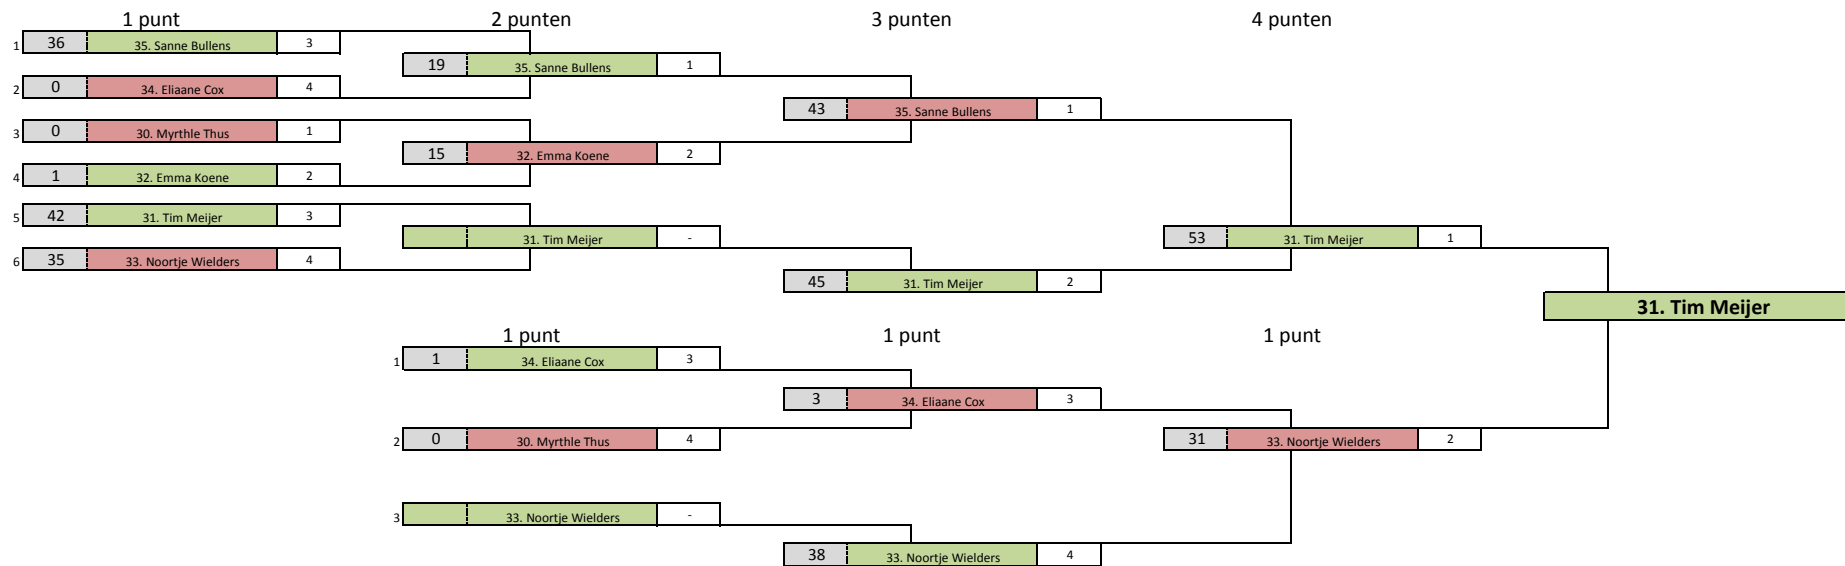 1 punt 2 punten 3 punten 4 punten
1 36 35. Sanne Bullens 3
19 35. Sanne Bullens 1
2 0 34. Eliaane Cox 4
43 35. Sanne Bullens 1
3 0 30. Myrthle Thus 1
15 32. Emma Koene 2
4 1 32. Emma Koene 2
5 42 31. Tim Meijer 3
31. Tim Meijer -
53 31. Tim Meijer 1
6 35 33. Noortje Wielders 4
45 31. Tim Meijer 2
31. Tim Meijer
1 punt 1 punt 1 punt
1 1 34. Eliaane Cox 3
3 34. Eliaane Cox 3
2 0 30. Myrthle Thus 4
31 33. Noortje Wielders 2
3 33. Noortje Wielders -
38 33. Noortje Wielders 4